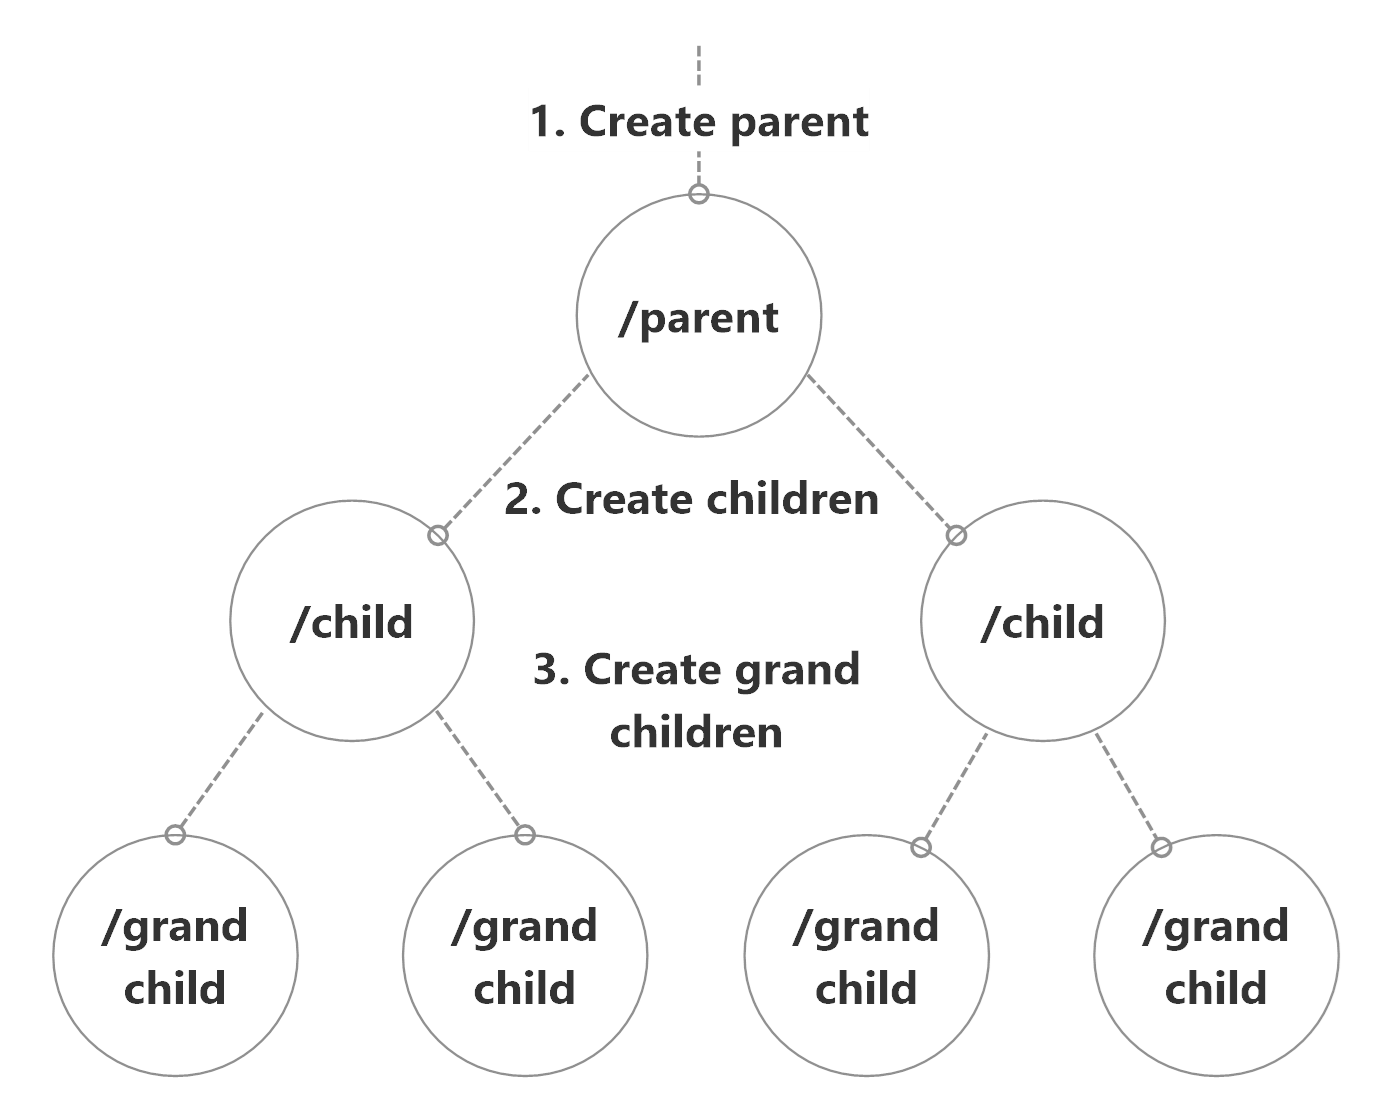 1. Create parent
/parent
2. Create children
/child
/child
3. Create grand
children
/grand
child
/grand
child
/grand
child
/grand
child